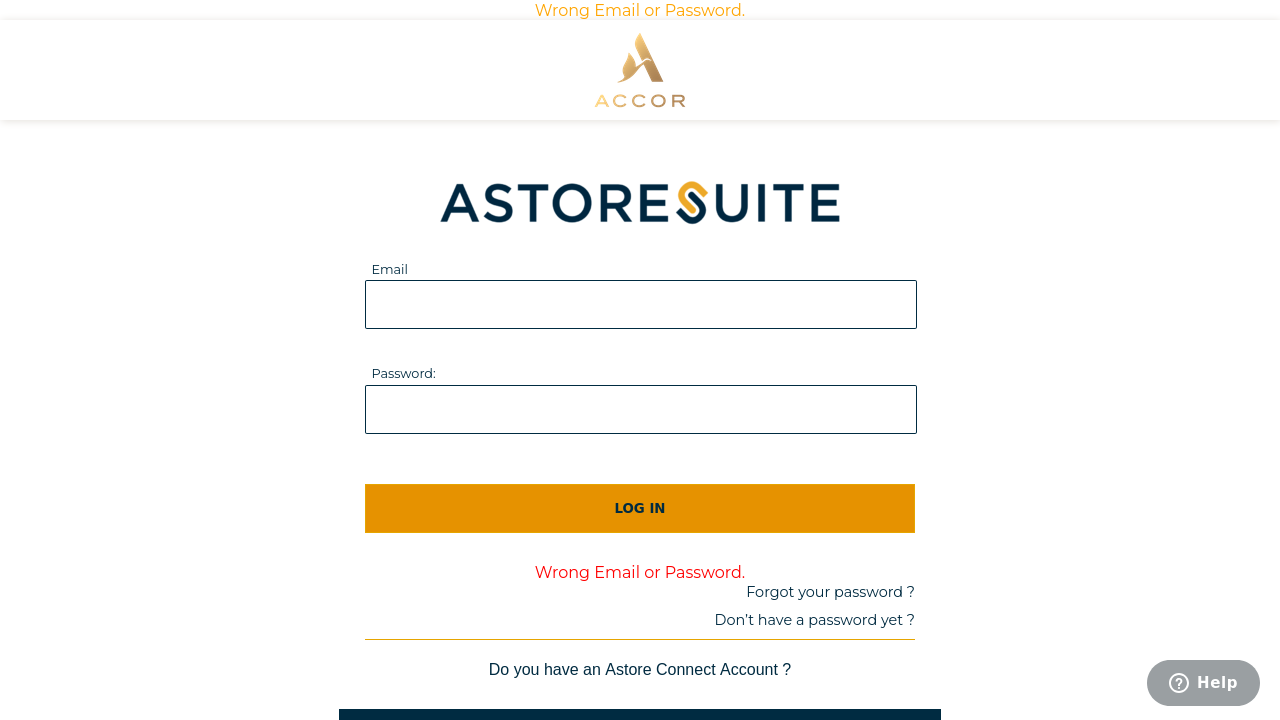 Wrong Email or Password.
ACCOR
ASTORESUITE
Email
Password:
LOG IN
Wrong Email or Password.
Forgot your password ?
Don’t have a password yet ?
Do you have an Astore Connect Account ?
Help